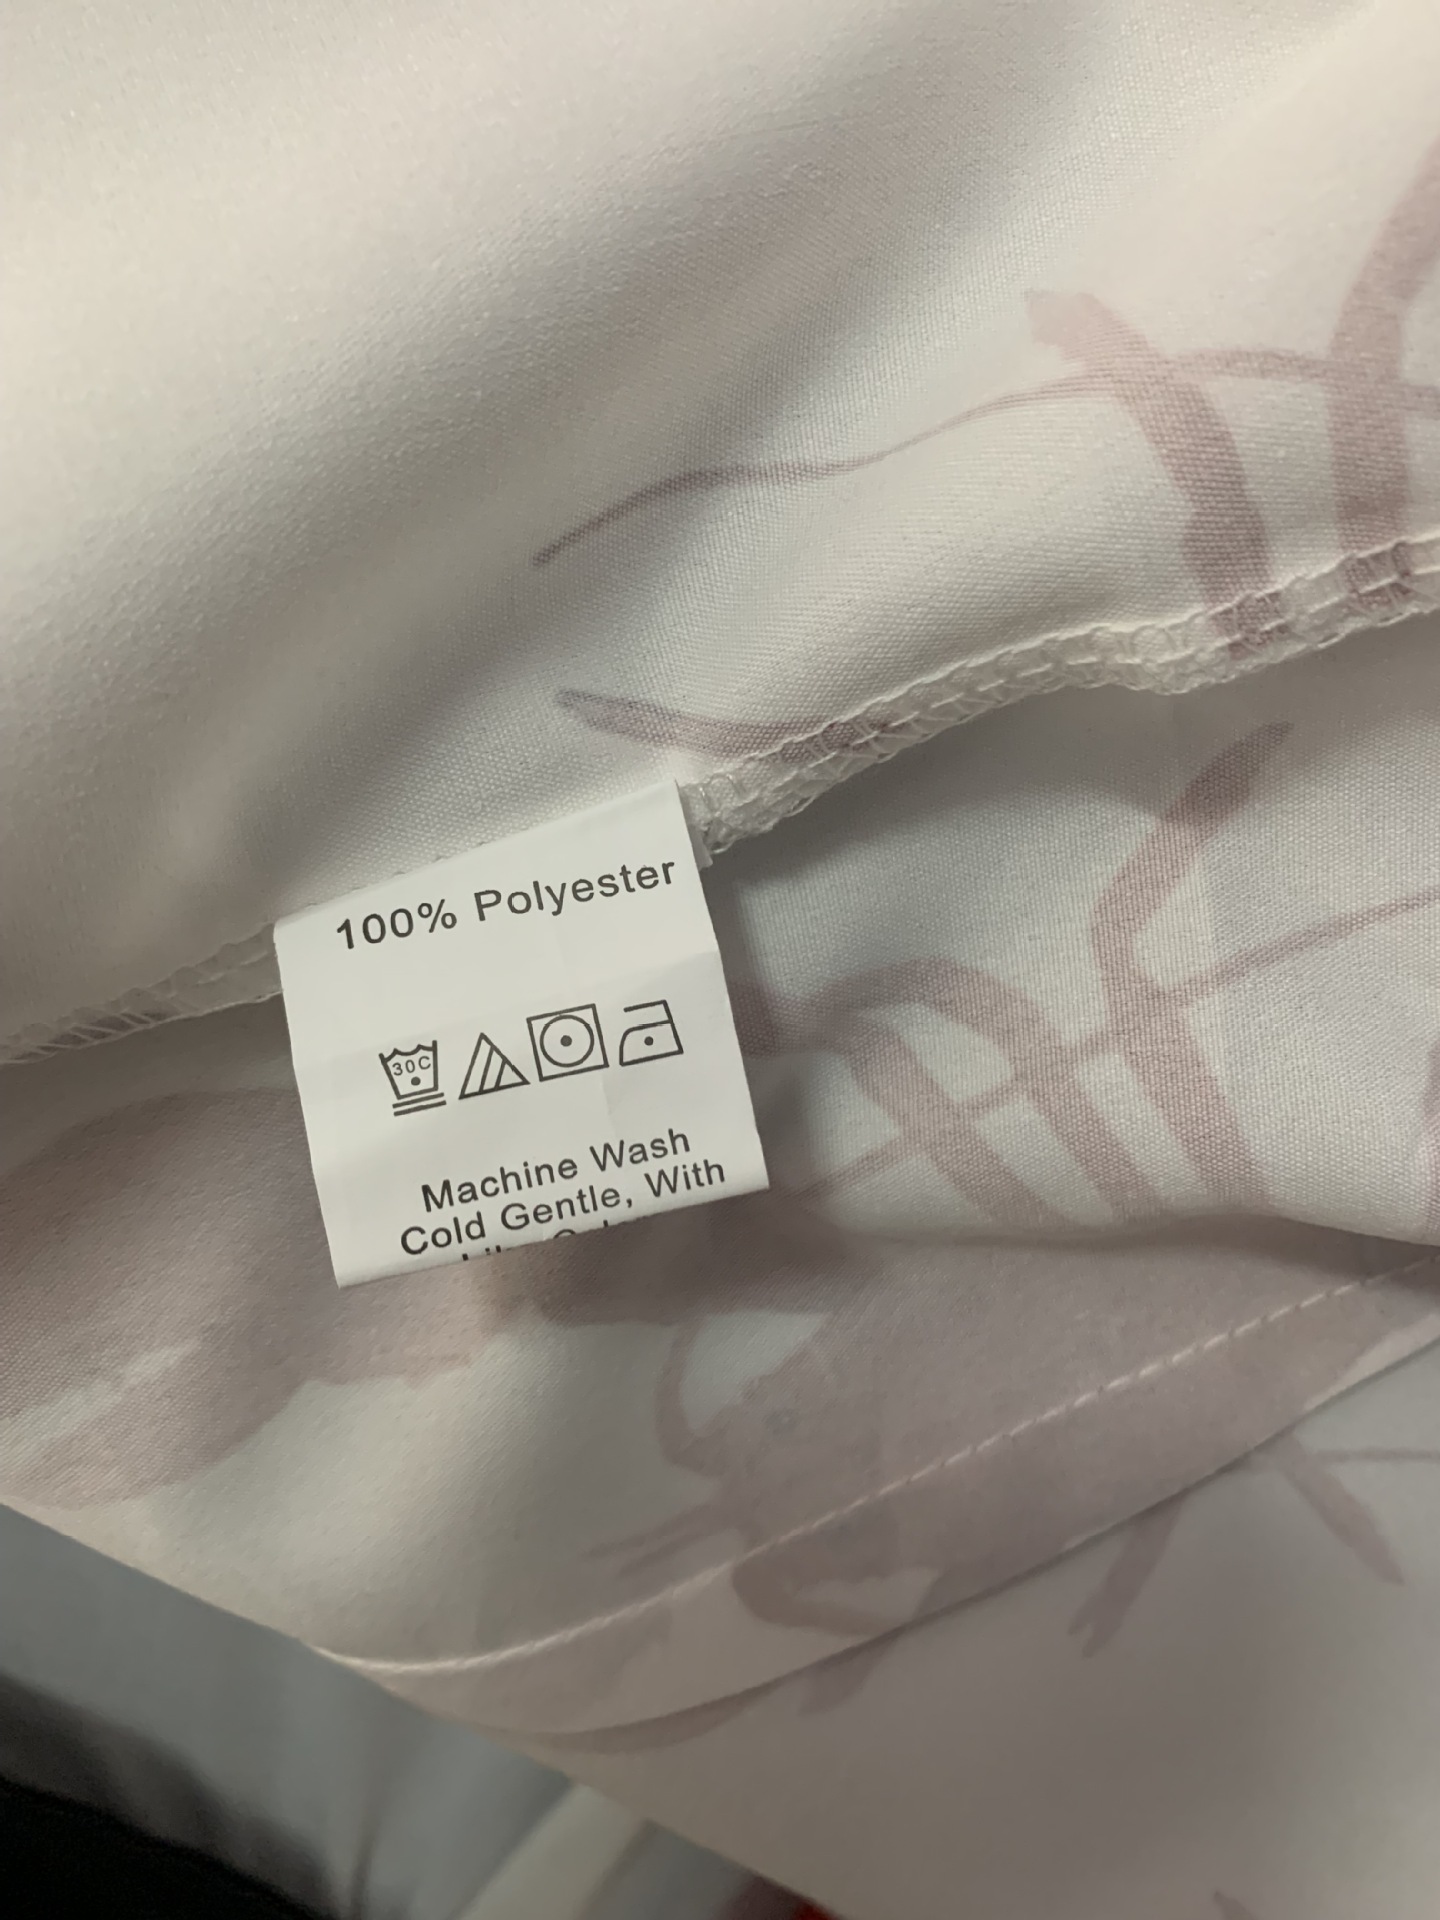 100% Polyester
30C
Machine Wash
Cold Gentle, With